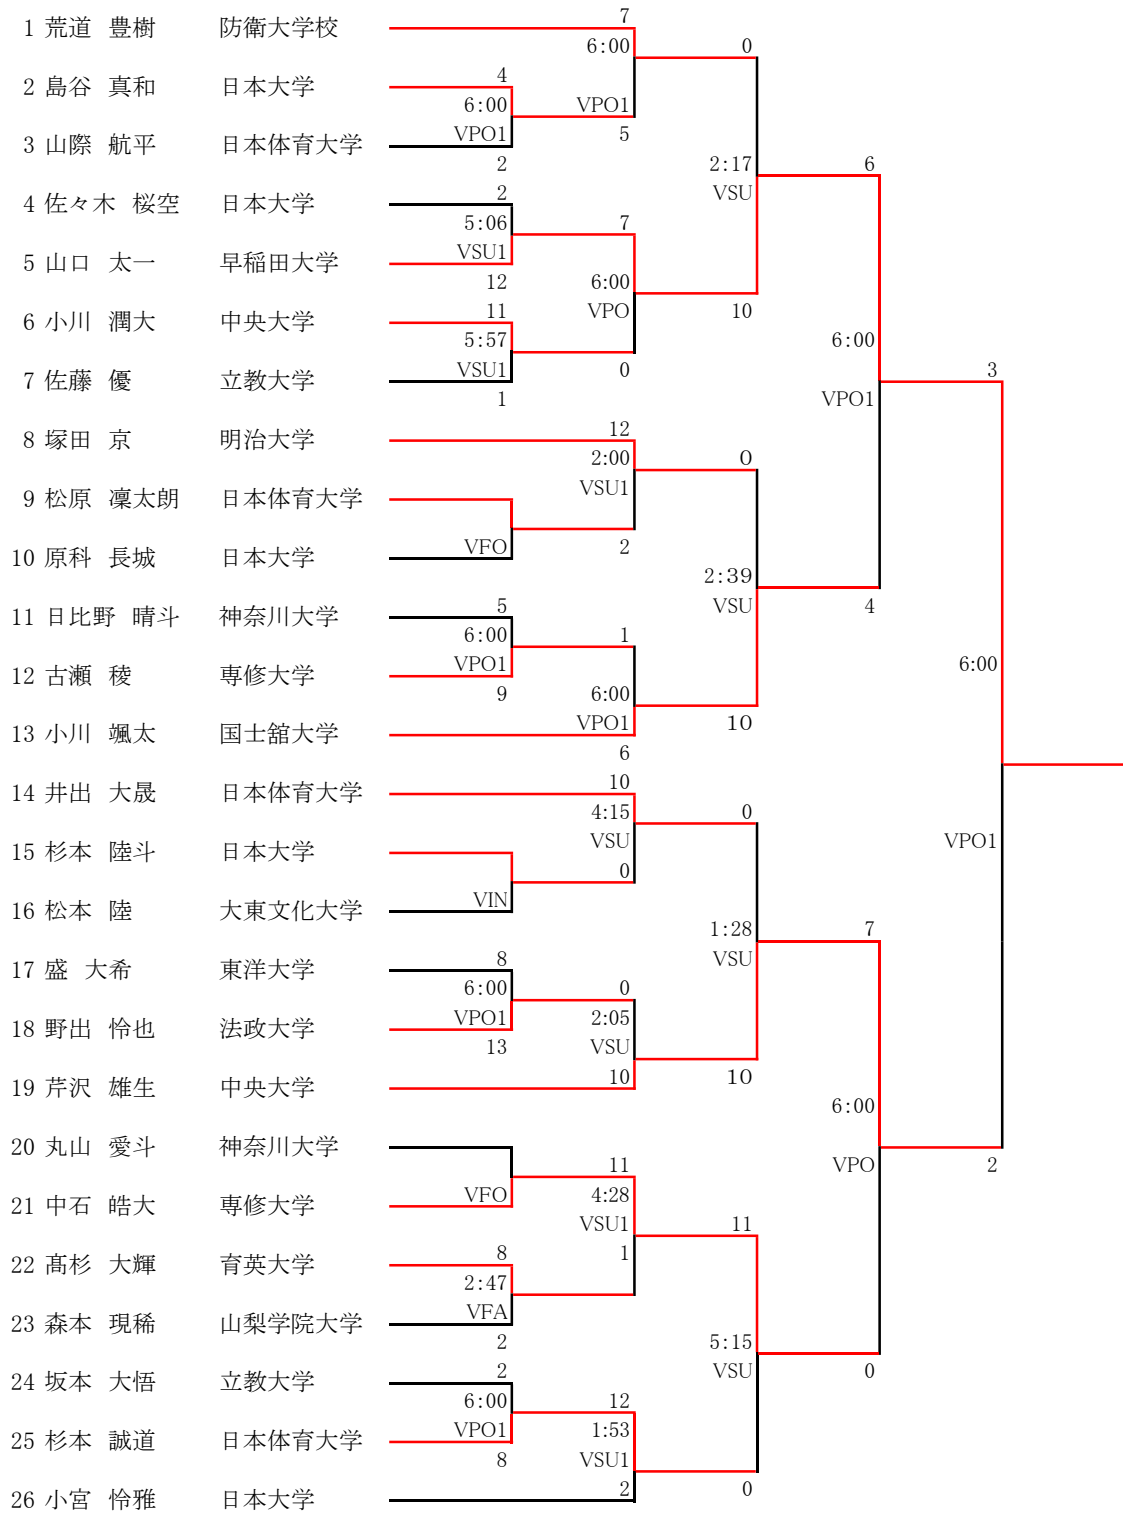 7
1 荒道 豊樹 防衛大学校
6:00 0
4
2 島谷 真和 日本大学
6:00 VPO1
VPO1 5
3 山際 航平 日本体育大学
2 2:17 6
2 VSU
4 佐々木 桜空 日本大学
5:06 7
VSU1
5 山口 太一 早稲田大学
12 6:00
11 VPO 10
6 小川 潤大 中央大学
5:57 6:00
VSU1 0 3
7 佐藤 優 立教大学
1 VPO1
12
8 塚田 京 明治大学
2:00 0
VSU1
9 松原 凜太朗 日本体育大学
VFO 2
10 原科 長城 日本大学
2:39
5 VSU 4
11 日比野 晴斗 神奈川大学
6:00 1
VPO1 6:00
12 古瀬 稜 専修大学
9 6:00
VPO1 10
13 小川 颯太 国士舘大学
6
10
14 井出 大晟 日本体育大学
4:15 0
VSU VPO1
15 杉本 陸斗 日本大学
0
VIN
16 松本 陸 大東文化大学
1:28 7
8 VSU
17 盛 大希 東洋大学
6:00 0
VPO1 2:05
18 野出 怜也 法政大学
13 VSU
10 10
19 芹沢 雄生 中央大学
6:00
20 丸山 愛斗 神奈川大学
11 VPO 2
VFO 4:28
21 中石 皓大 専修大学
VSU1 11
8 1
22 髙杉 大輝 育英大学
2:47
VFA
23 森本 現稀 山梨学院大学
2 5:15
2 VSU 0
24 坂本 大悟 立教大学
6:00 12
VPO1 1:53
25 杉本 誠道 日本体育大学
8 VSU1
2 0
26 小宮 怜雅 日本大学